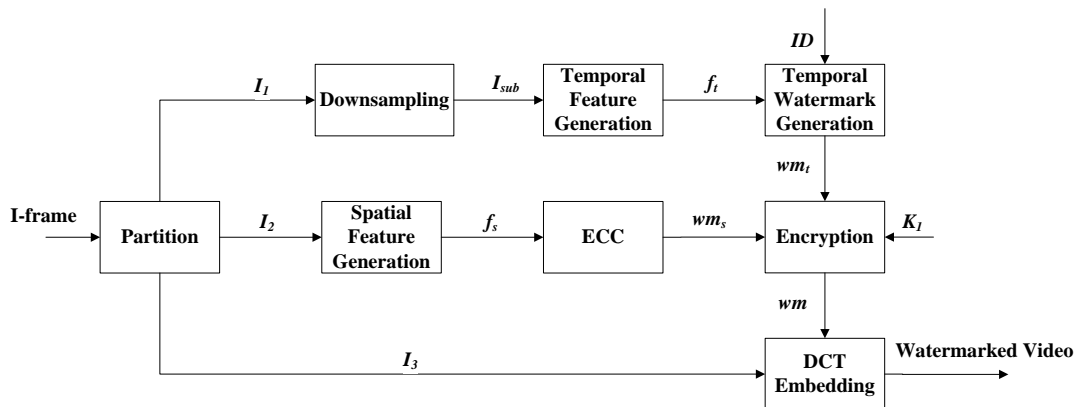 ID
I1
Downsampling
Isub
Temporal
Feature
Generation
ft
Temporal
Watermark
Generation
wmt
I-frame
Partition
I2
Spatial
Feature
Generation
fs
ECC
wms
Encryption
K1
wm
I3
DCT
Embedding
Watermarked Video